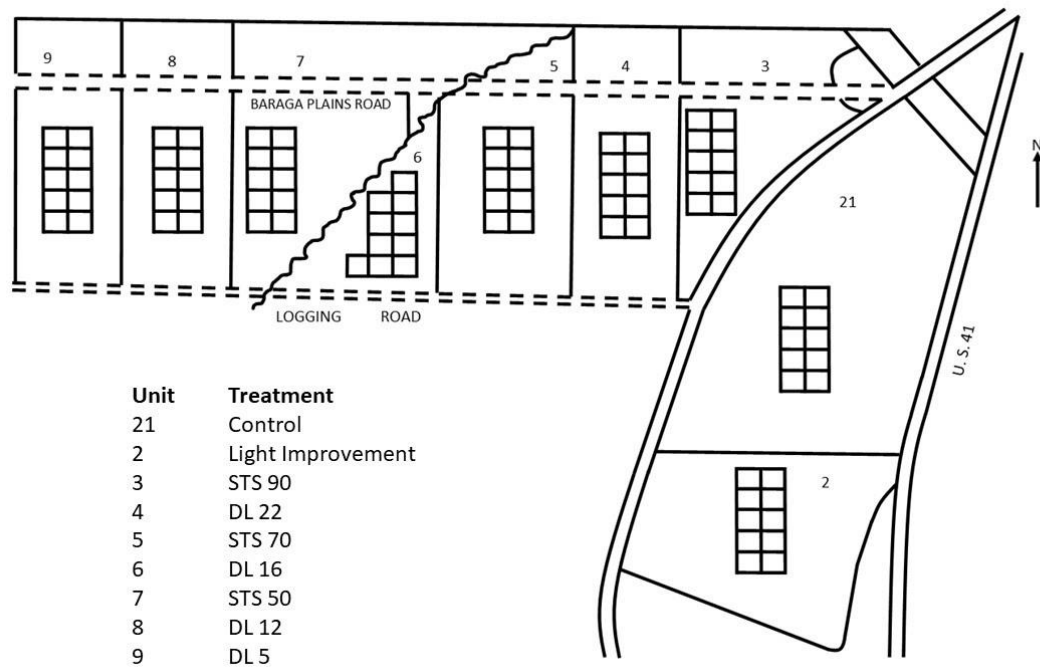 9 8 7 5 4 3
BARAGA PLAINS ROAD
6
N
21
LOGGING ROAD
U. S. 41
Unit Treatment
21 Control
2 Light Improvement
3 STS 90
4 DL 22
2
5 STS 70
6 DL 16
7 STS 50
8 DL 12
9 DL 5